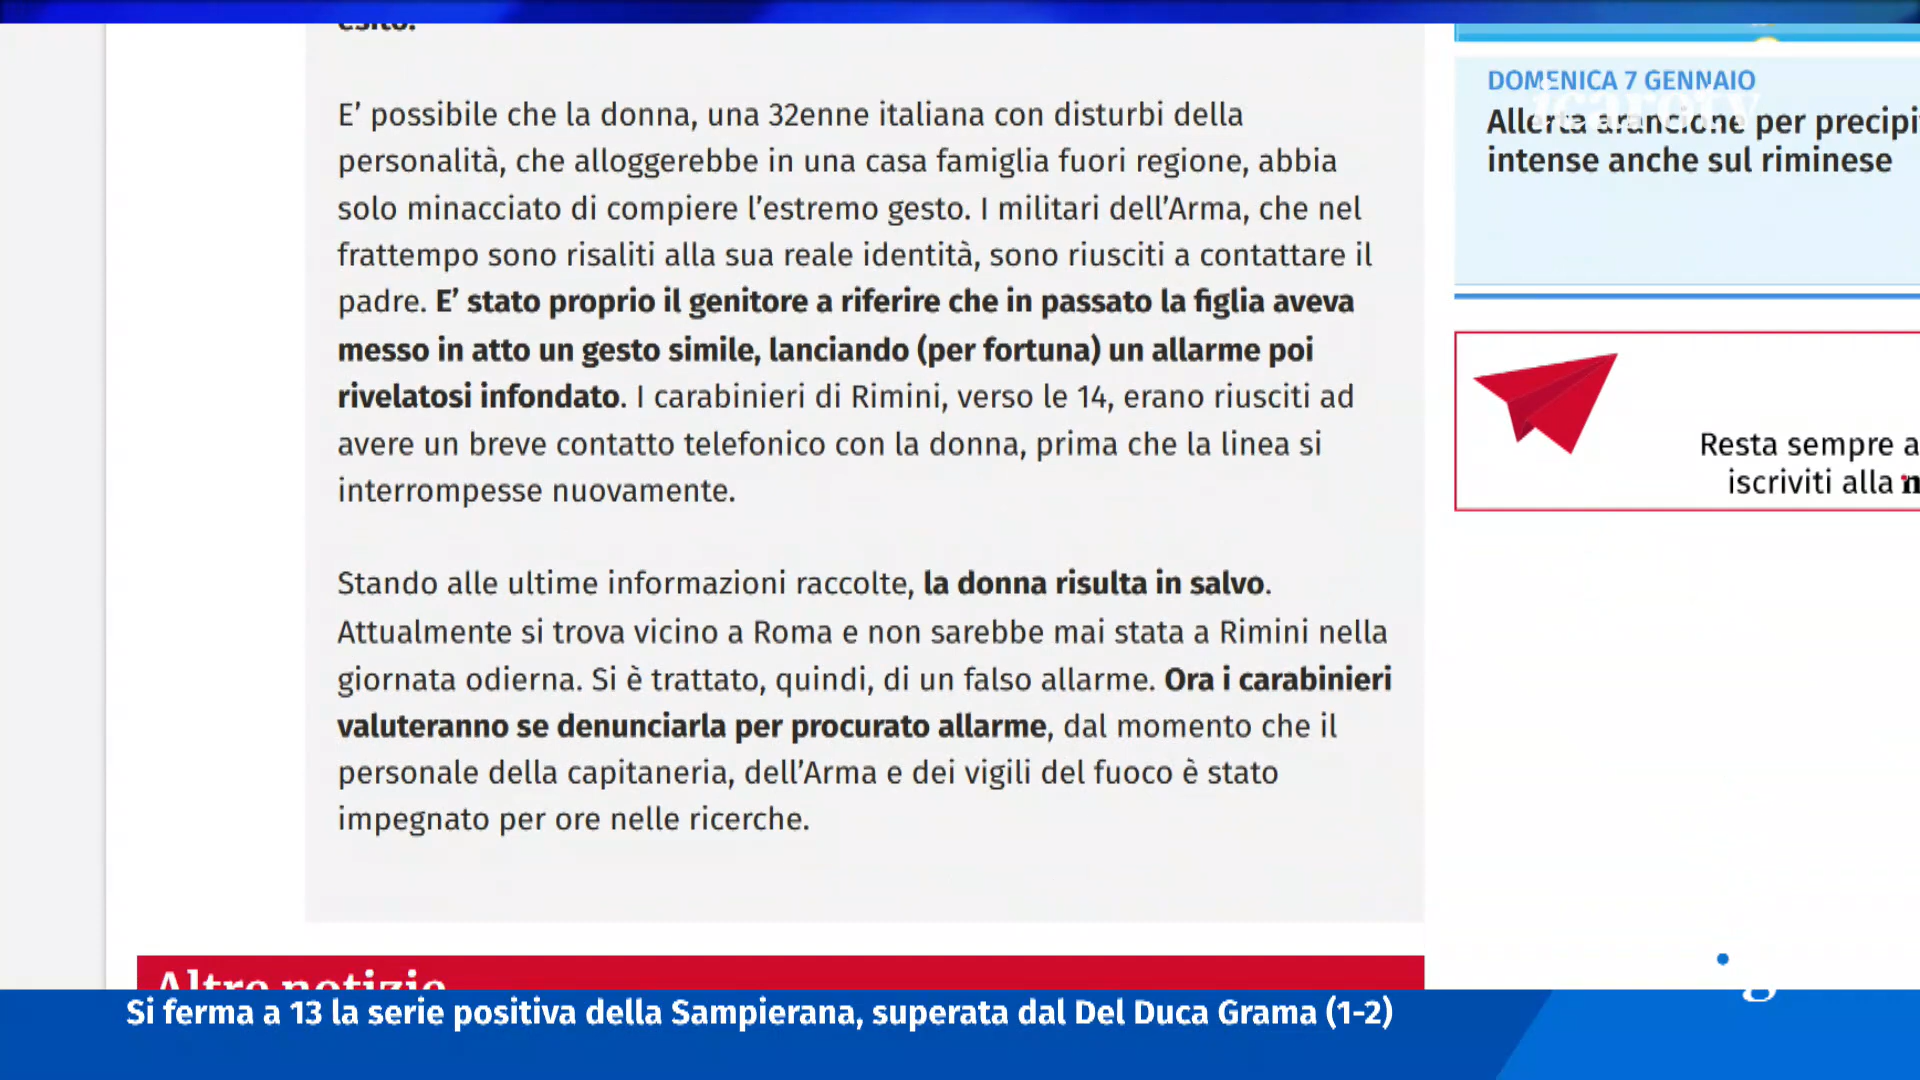 esito.
E’ possibile che la donna, una 32enne italiana con disturbi della
personalità, che alloggerebbe in una casa famiglia fuori regione, abbia
solo minacciato di compiere l’estremo gesto. I militari dell’Arma, che nel
frattempo sono risaliti alla sua reale identità, sono riusciti a contattare il
padre. E’ stato proprio il genitore a riferire che in passato la figlia aveva
messo in atto un gesto simile, lanciando (per fortuna) un allarme poi
rivelatosi infondato. I carabinieri di Rimini, verso le 14, erano riusciti ad
avere un breve contatto telefonico con la donna, prima che la linea si
interrompesse nuovamente.
Stando alle ultime informazioni raccolte, la donna risulta in salvo.
Attualmente si trova vicino a Roma e non sarebbe mai stata a Rimini nella
giornata odierna. Si è trattato, quindi, di un falso allarme. Ora i carabinieri
valuteranno se denunciarla per procurato allarme, dal momento che il
personale della capitaneria, dell’Arma e dei vigili del fuoco è stato
impegnato per ore nelle ricerche.
Altre notizie
DOMENICA 7 GENNAIO
Allerta arancione per precipi
intense anche sul riminese
icarotv
Resta sempre a
iscriviti alla n
Si ferma a 13 la serie positiva della Sampierana, superata dal Del Duca Grama (1-2)